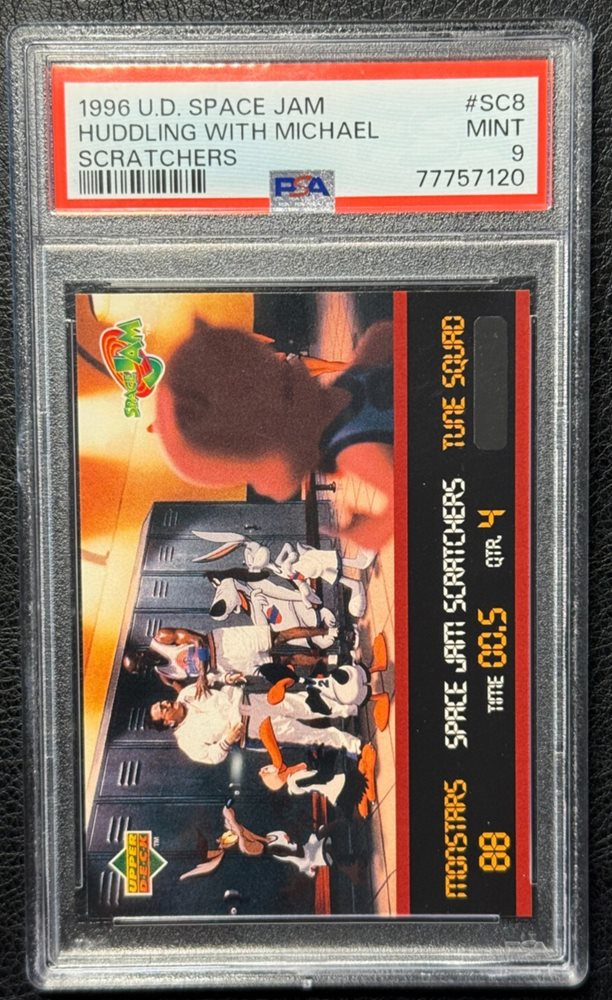 1996 U.D. SPACE JAM #SC8
HUDDLING WITH MICHAEL MINT
SCRATCHERS 9
PSA 77757120
SPACE JAM
UPPER DECK TM
MONSTARS SPACE JAM SCRATCHERS TUNE SQUAD
88 TIME 00.5 QTR. 4